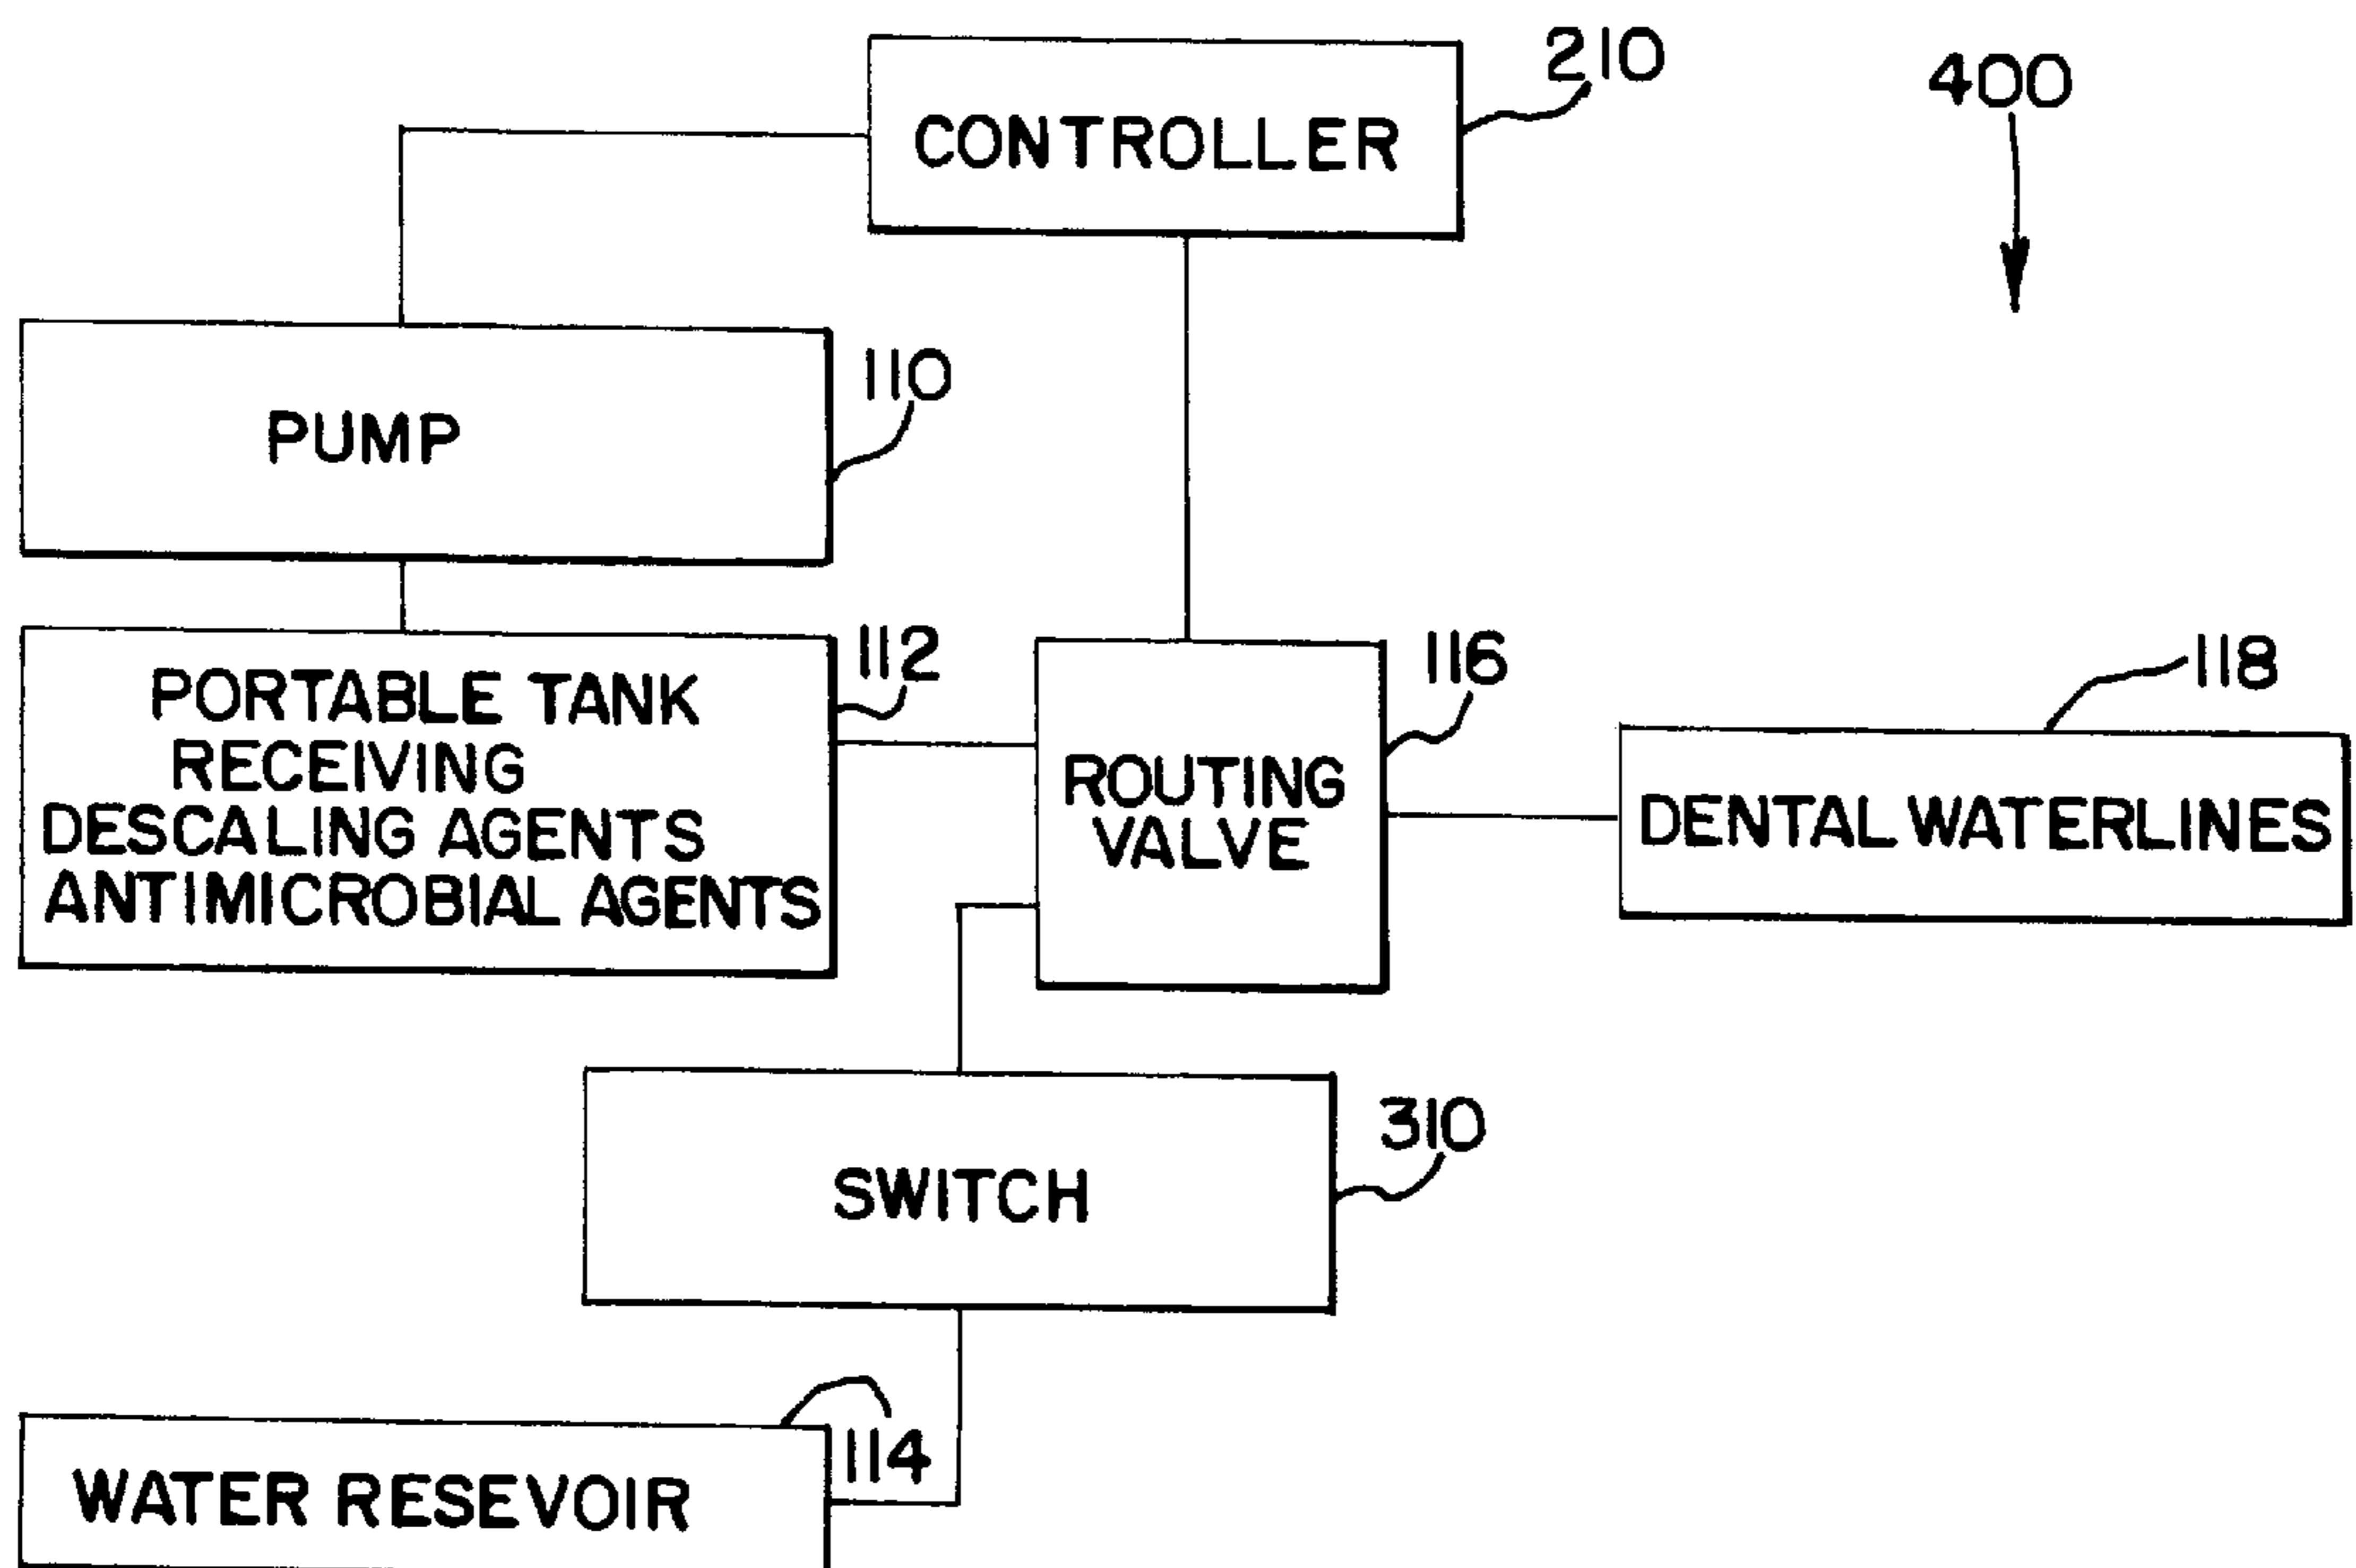 210
400
CONTROLLER
110
PUMP
112
116
118
PORTABLE TANK
RECEIVING
DESCALING AGENTS
ANTIMICROBIAL AGENTS
ROUTING
VALVE
DENTAL WATERLINES
310
SWITCH
114
WATER RESEVOIR